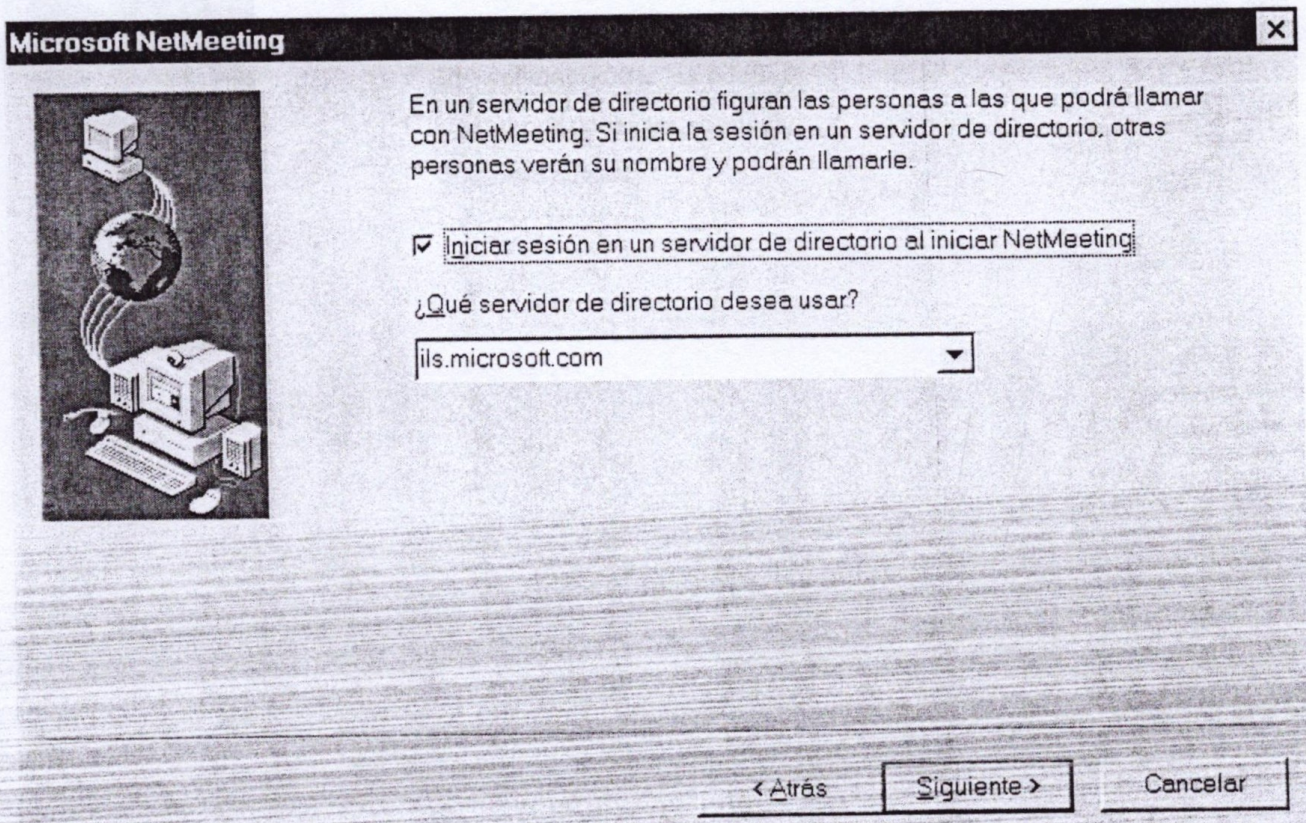 Microsoft NetMeeting
En un servidor de directorio figuran las personas a las que podrá llamar
con NetMeeting. Si inicia la sesión en un servidor de directorio, otras
personas verán su nombre y podrán llamarle.
Iniciar sesión en un servidor de directorio al iniciar NetMeeting
¿Qué servidor de directorio desea usar?
ils.microsoft.com
< Atrás
Siguiente >
Cancelar